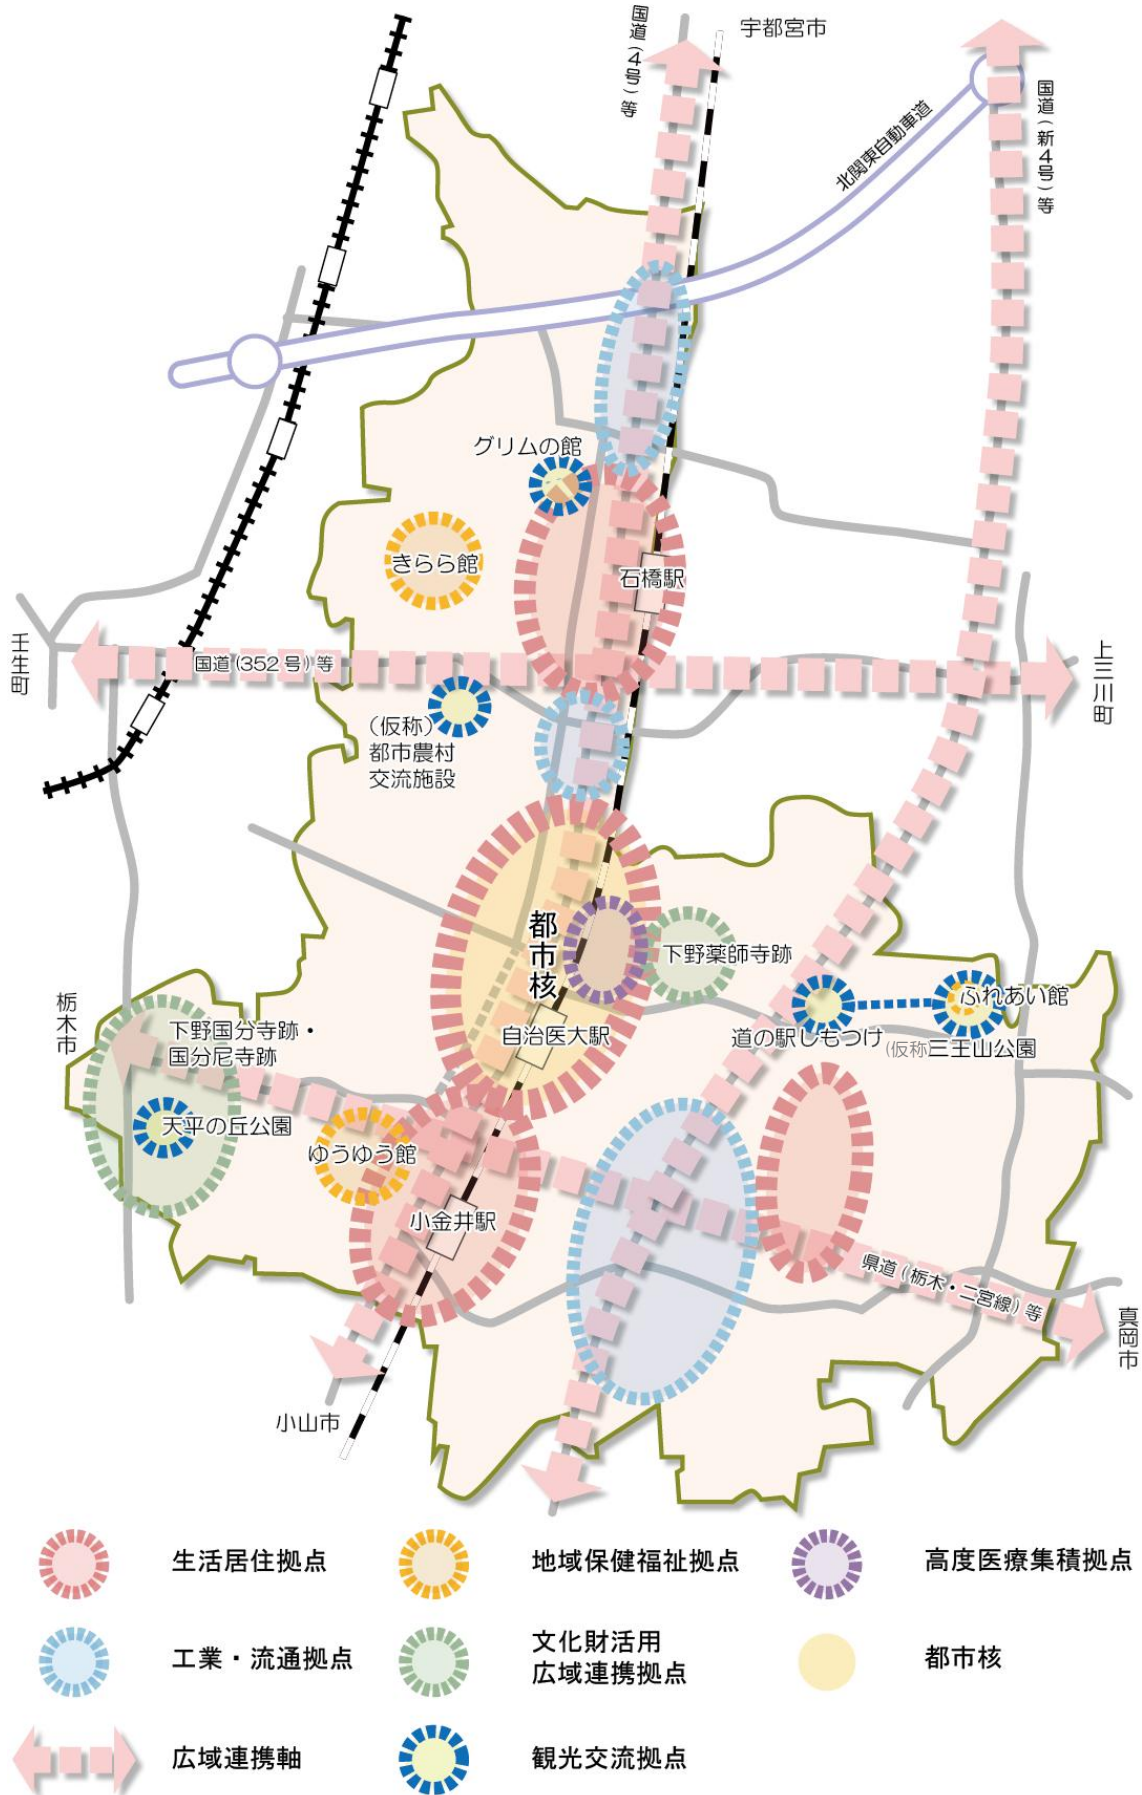 国道(4号)等
宇都宮市
国道(新4号)等
北関東自動車道
グリムの館
きらら館
石橋駅
壬生町
国道(352号)等
上三川町
(仮称)
都市農村
交流施設
都市核
下野薬師寺跡
栃木市
下野国分寺跡・
国分尼寺跡
自治医大駅
道の駅しもつけ
ふれあい館
(仮称三王山公園
天平の丘公園
ゆうゆう館
小金井駅
県道(栃木・二宮線)等
真岡市
小山市
生活居住拠点
地域保健福祉拠点
高度医療集積拠点
工業・流通拠点
文化財活用
広域連携拠点
都市核
広域連携軸
観光交流拠点